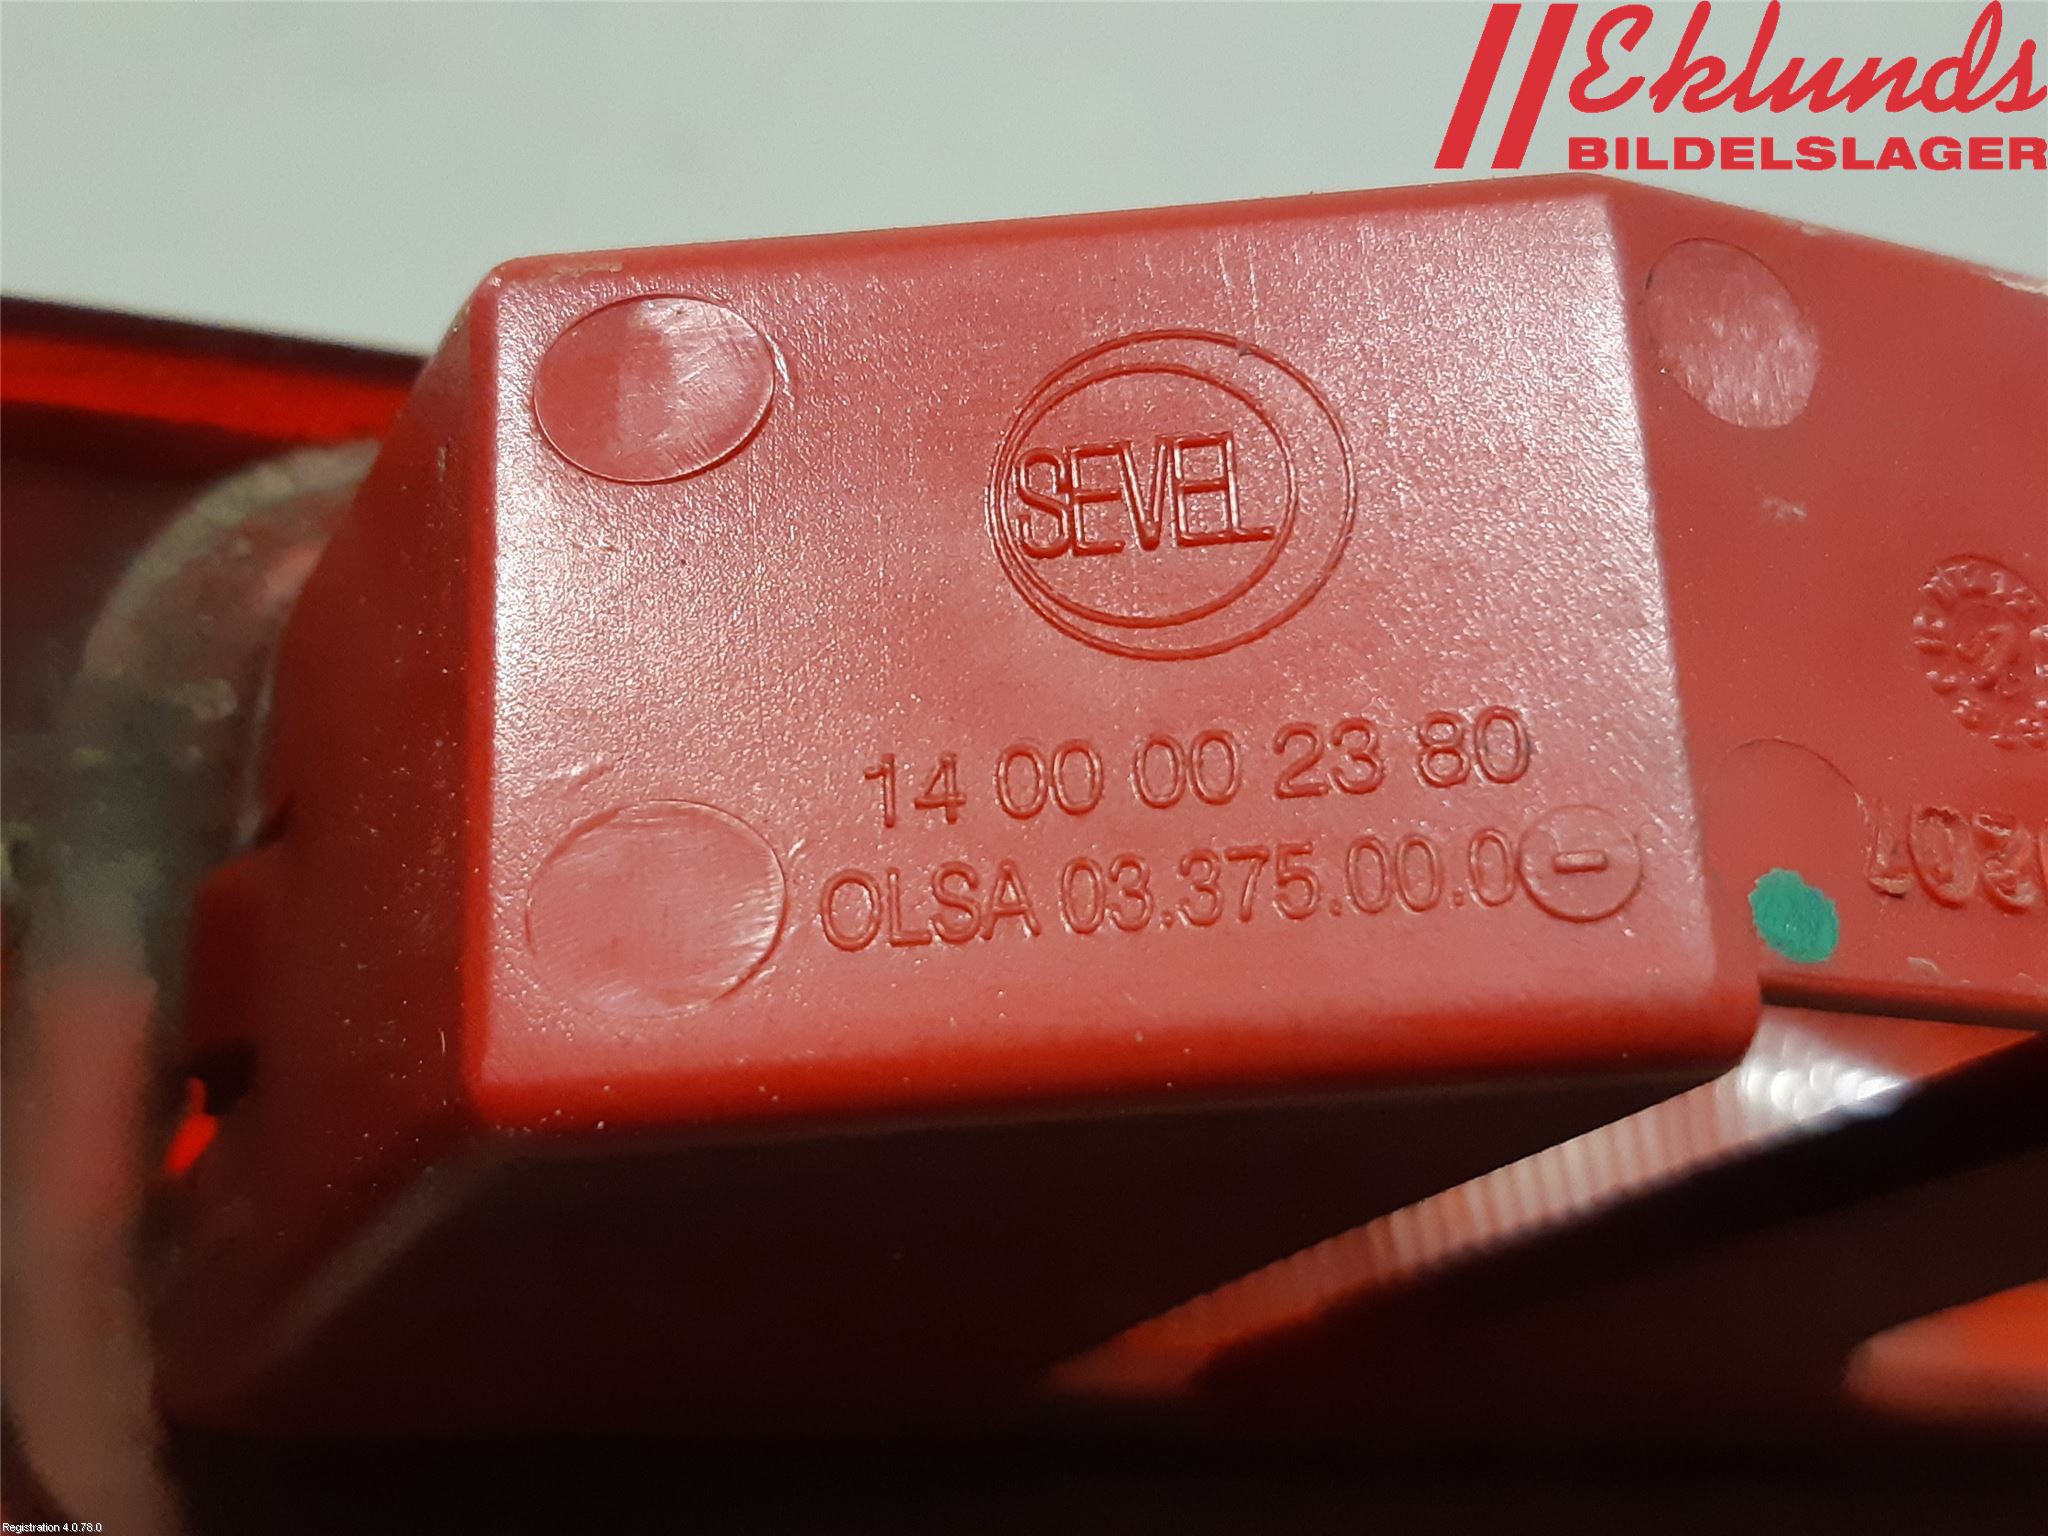 Eklunds
BILDELSLAGER
SEVEL
14 00 00 23 80
OLSA 03.375.00.0 -
Registration 4.0.78.0